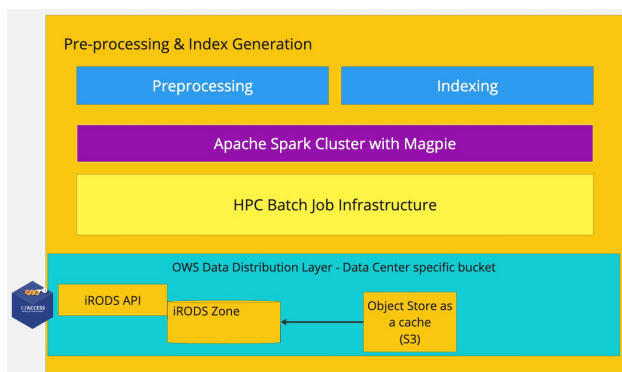 Pre-processing & Index Generation
Preprocessing
Indexing
Apache Spark Cluster with Magpie
HPC Batch Job Infrastructure
OWS Data Distribution Layer - Data Center specific bucket
iRODS API
iRODS Zone
Object Store as
a cache
(S3)
B2ACCESS